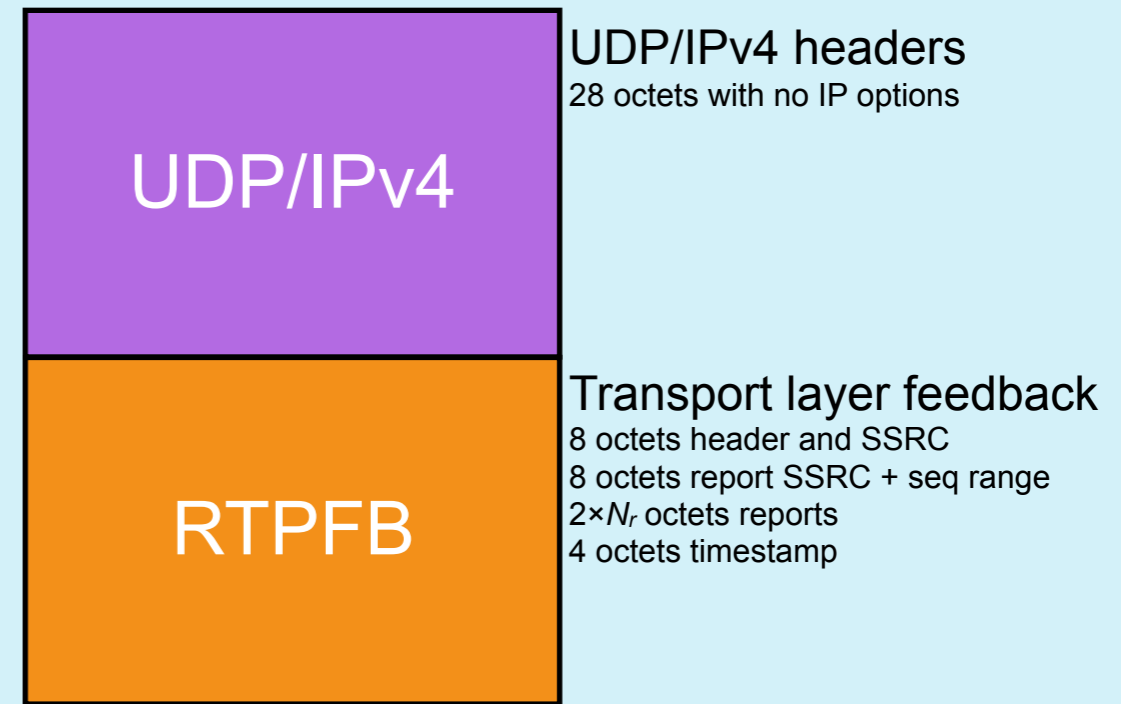 UDP/IPv4
UDP/IPv4 headers
28 octets with no IP options
RTPFB
Transport layer feedback
8 octets header and SSRC
8 octets report SSRC + seq range
2×Nr octets reports
4 octets timestamp